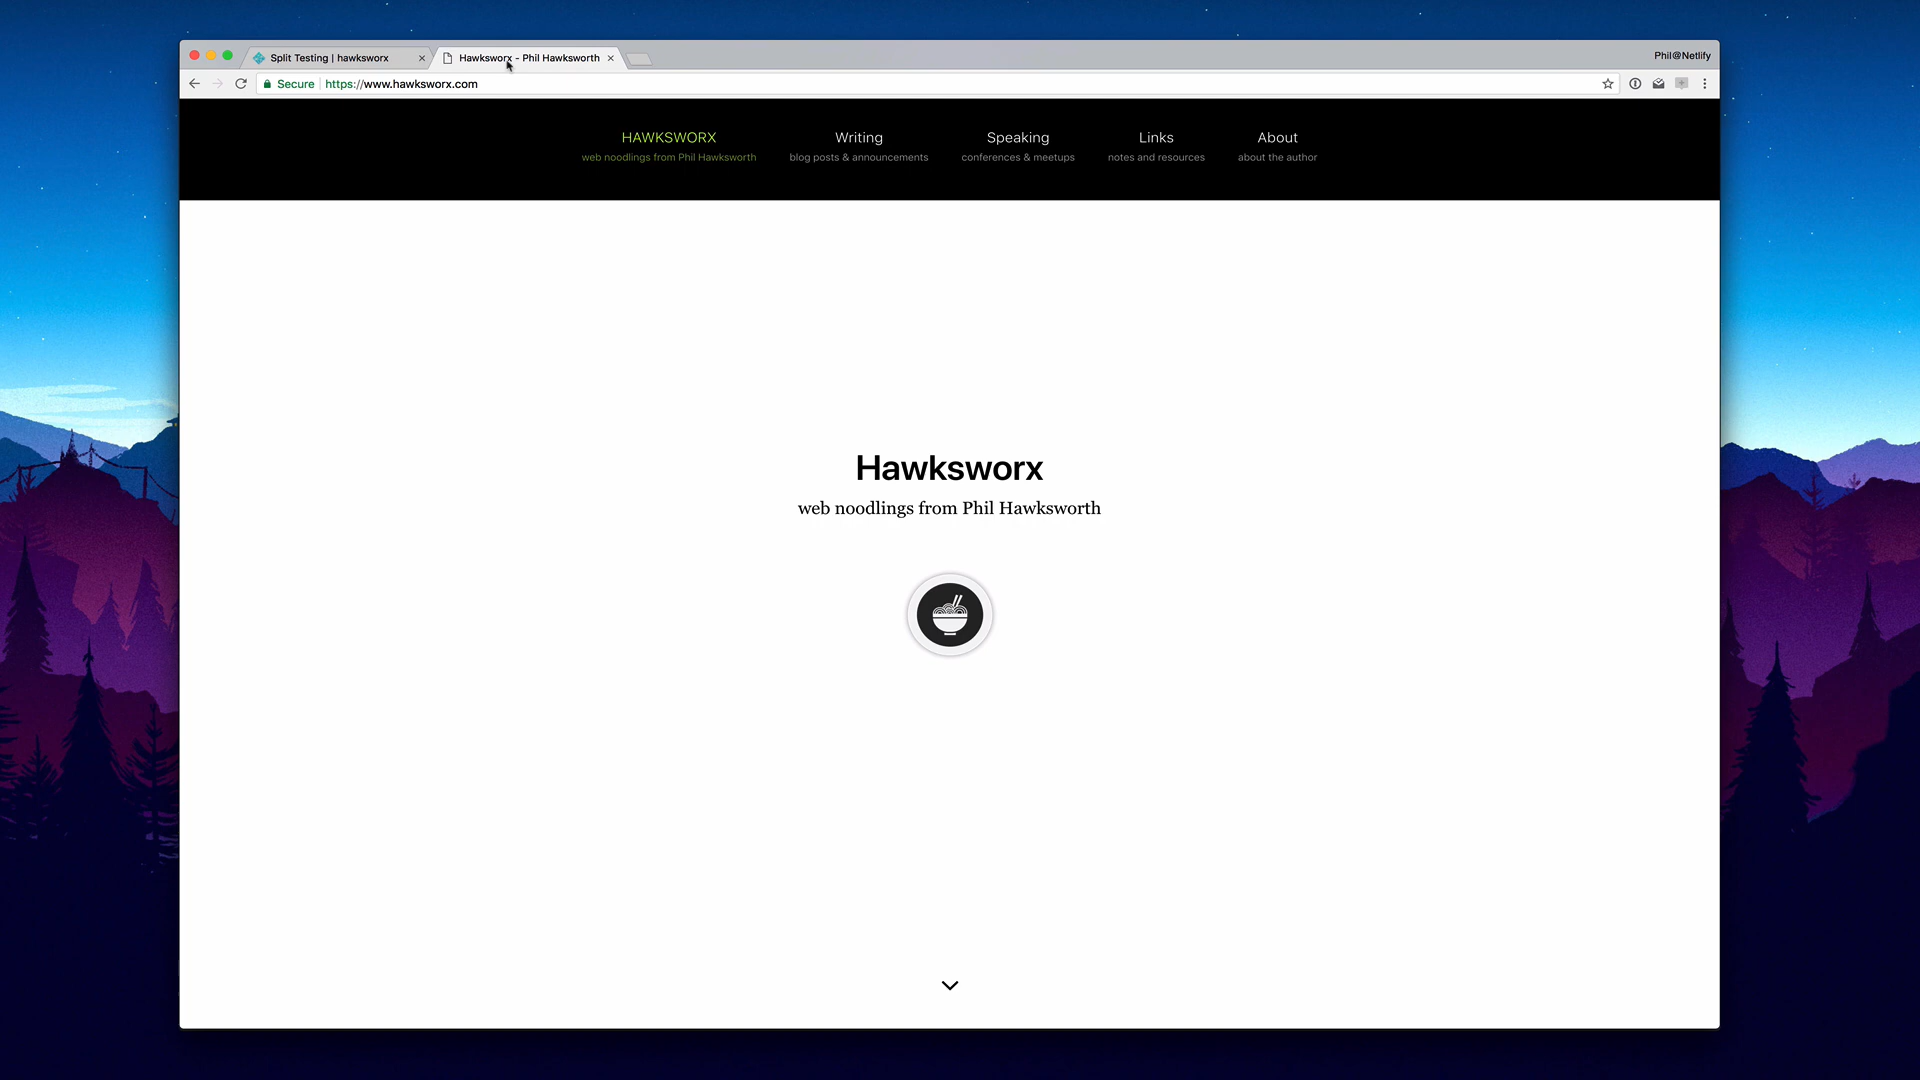 Split Testing | hawksworx
Hawksworx - Phil Hawksworth
Phil@Netlify
Secure
https://www.hawksworx.com
HAWKSWORX
web noodlings from Phil Hawksworth
Writing
blog posts & announcements
Speaking
conferences & meetups
Links
notes and resources
About
about the author
Hawksworx
web noodlings from Phil Hawksworth